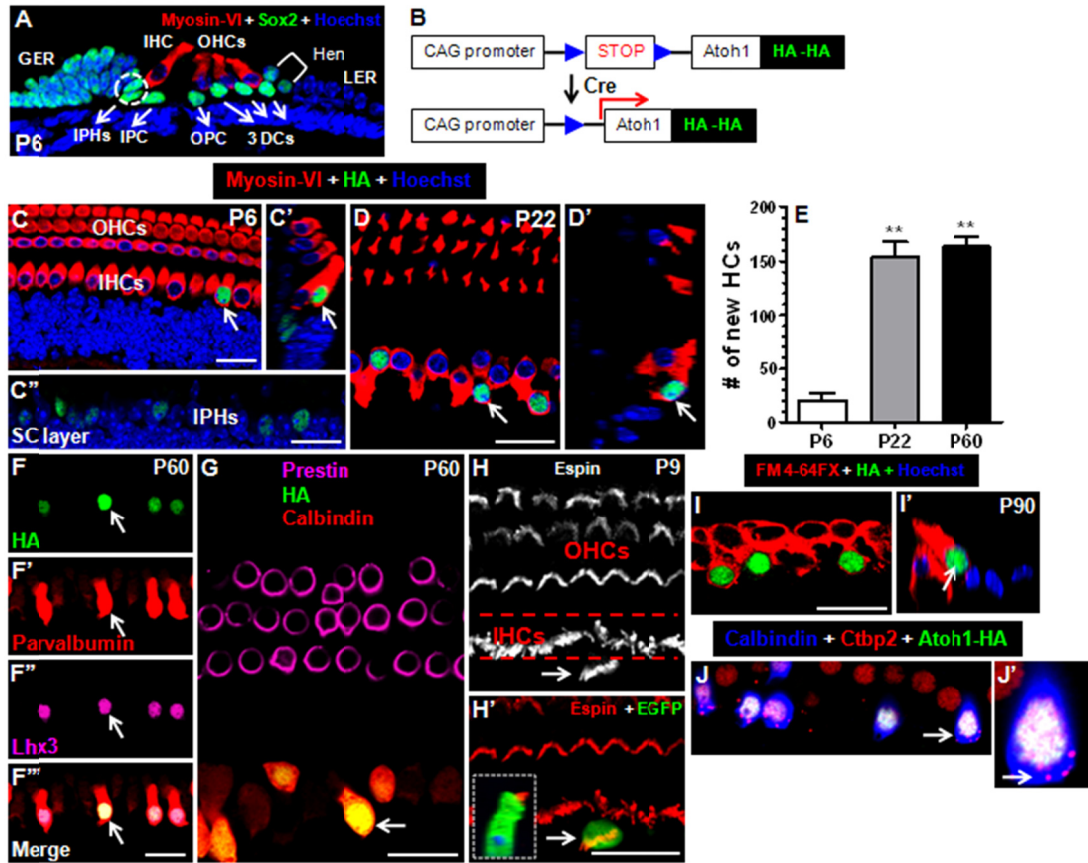 A
Myosin-VI + Sox2 + Hoechst
IHC OHCs
GER
Hen
LER
IPHs IPC OPC 3 DCs
P6
B
CAG promoter STOP Atoh1 HA -HA
Cre
CAG promoter Atoh1 HA -HA
Myosin-VI + HA + Hoechst
C P6
OHCs
IHCs
C'
D P22
D'
C"
IPHs
SC layer
E
# of new HCs
200
150
100
50
0
** **
P6 P22 P60
F P60
HA
F'
Parvalbumin
F"
Lhx3
F"'
Merge
G P60
Prestin
HA
Calbindin
H Espin P9
OHCs
IHCs
H' Espin + EGFP
FM 4-64FX + HA + Hoechst
I
I' P90
Calbindin + Ctbp2 + Atoh1-HA
J
J'